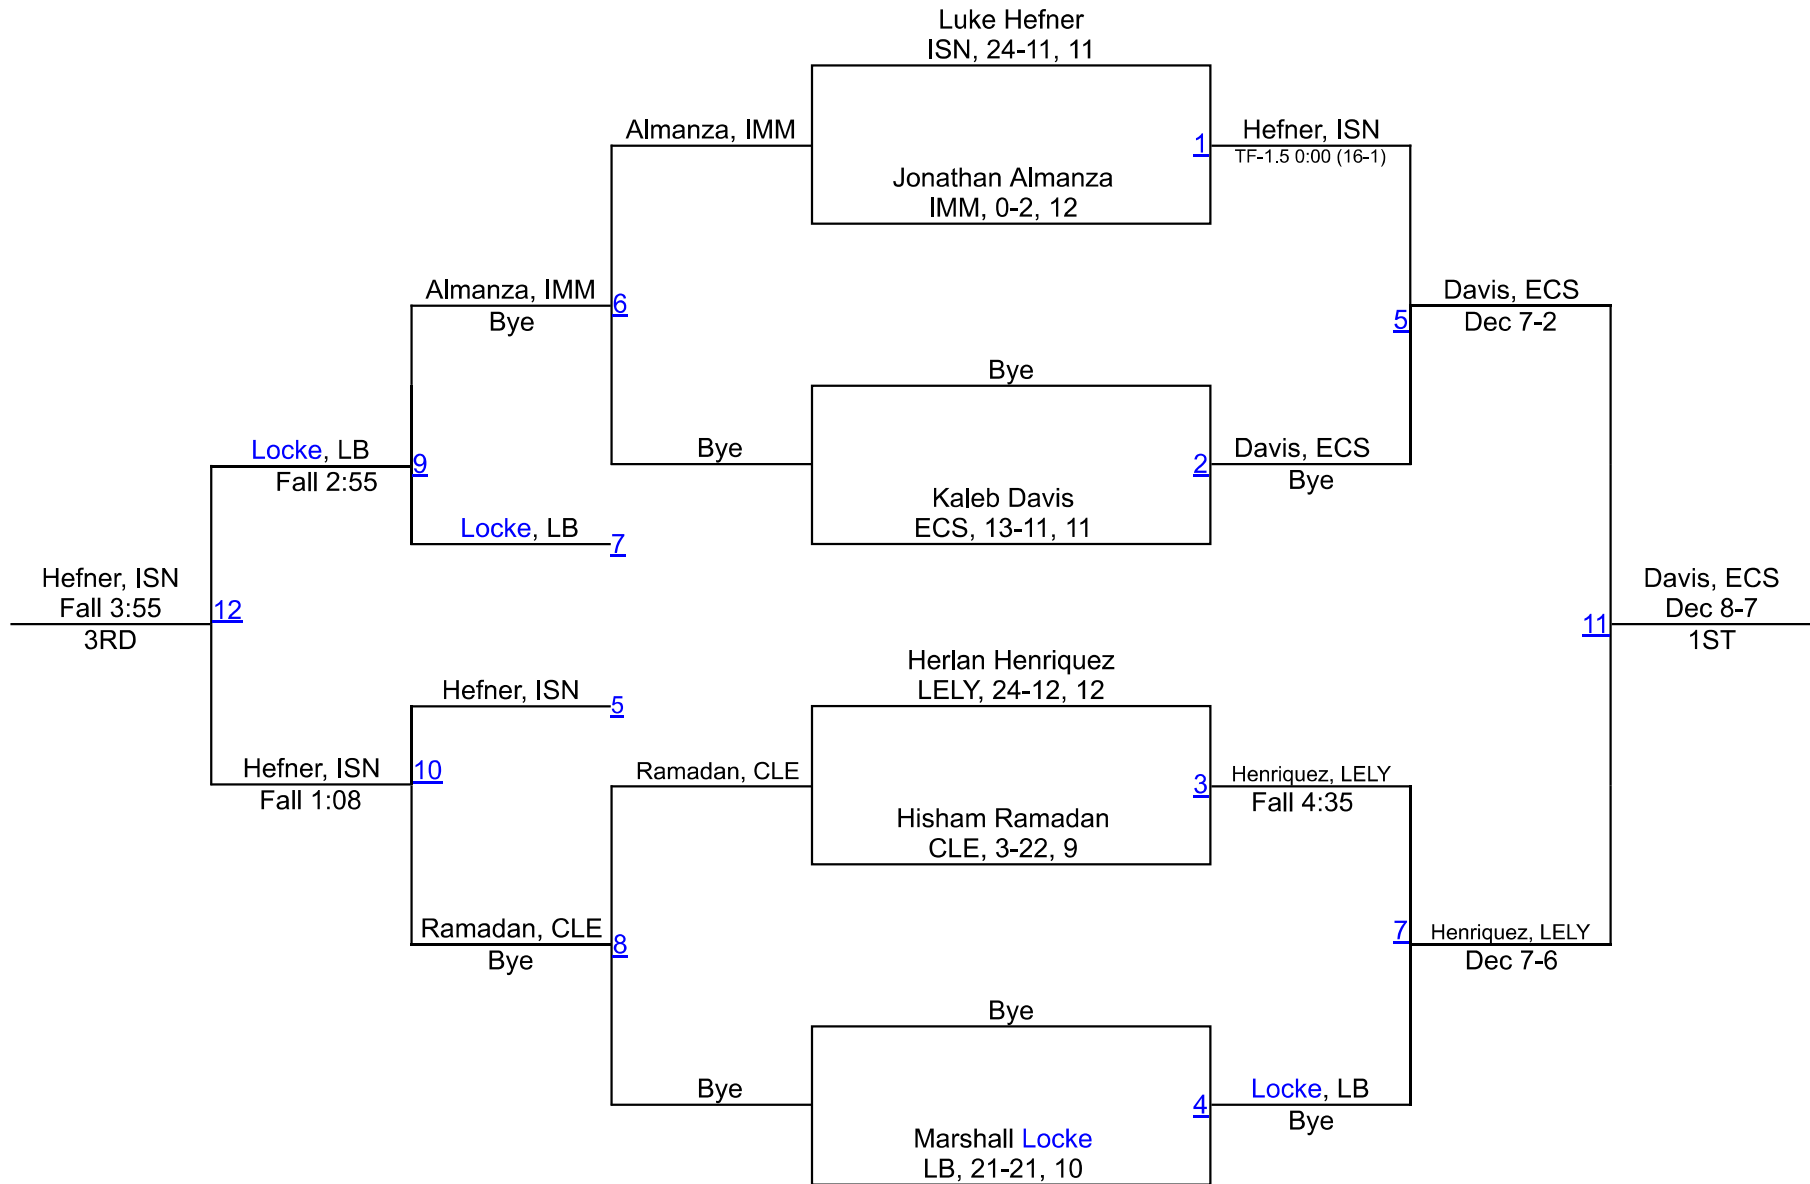 Luke Hefner
ISN, 24-11, 11
Almanza, IMM
1
Hefner, ISN
TF-1.5 0:00 (16-1)
Jonathan Almanza
IMM, 0-2, 12
Almanza, IMM
Bye
6
5
Davis, ECS
Dec 7-2
Bye
Locke, LB
Fall 2:55
9
Bye
2
Davis, ECS
Bye
Kaleb Davis
ECS, 13-11, 11
Locke, LB
7
Hefner, ISN
Fall 3:55
3RD
12
11
Davis, ECS
Dec 8-7
1ST
Herlan Henriquez
LELY, 24-12, 12
Hefner, ISN
5
Hefner, ISN
Fall 1:08
10
Ramadan, CLE
3
Henriquez, LELY
Fall 4:35
Hisham Ramadan
CLE, 3-22, 9
Ramadan, CLE
Bye
8
7
Henriquez, LELY
Dec 7-6
Bye
Bye
4
Locke, LB
Bye
Marshall Locke
LB, 21-21, 10